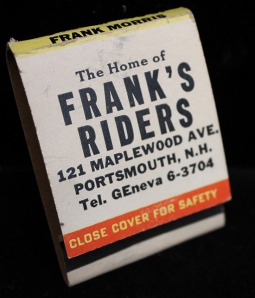 FRANK MORRIS
The Home of
FRANK'S
RIDERS
121 MAPLEWOOD AVE.
PORTSMOUTH, N.H.
Tel. GEneva 6-3704
CLOSE COVER FOR SAFETY